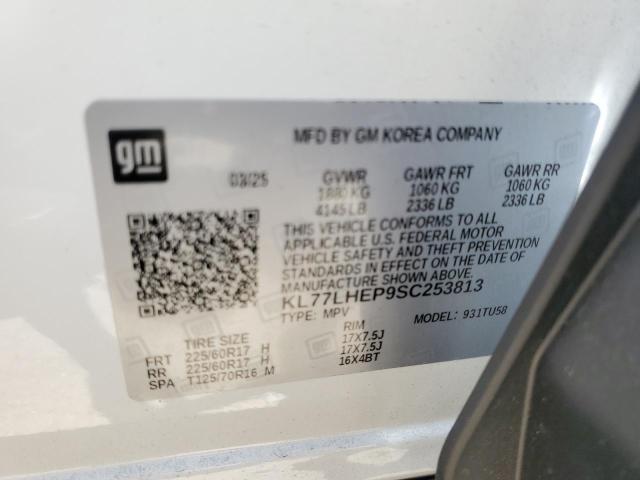 gm
MFD BY GM KOREA COMPANY
03/25 GVWR GAWR FRT GAWR RR
1880 KG 1060 KG 1060 KG
4145 LB 2336 LB 2336 LB
THIS VEHICLE CONFORMS TO ALL
APPLICABLE U.S. FEDERAL MOTOR
VEHICLE SAFETY AND THEFT PREVENTION
STANDARDS IN EFFECT ON THE DATE OF
MANUFACTURE SHOWN ABOVE.
KL77LHEP9SC253813
TYPE: MPV MODEL: 931TU58
TIRE SIZE RIM
FRT 225/60R17 H 17X7.5J
RR 225/60R17 H 17X7.5J
SPA T125/70R16 M 16X4BT